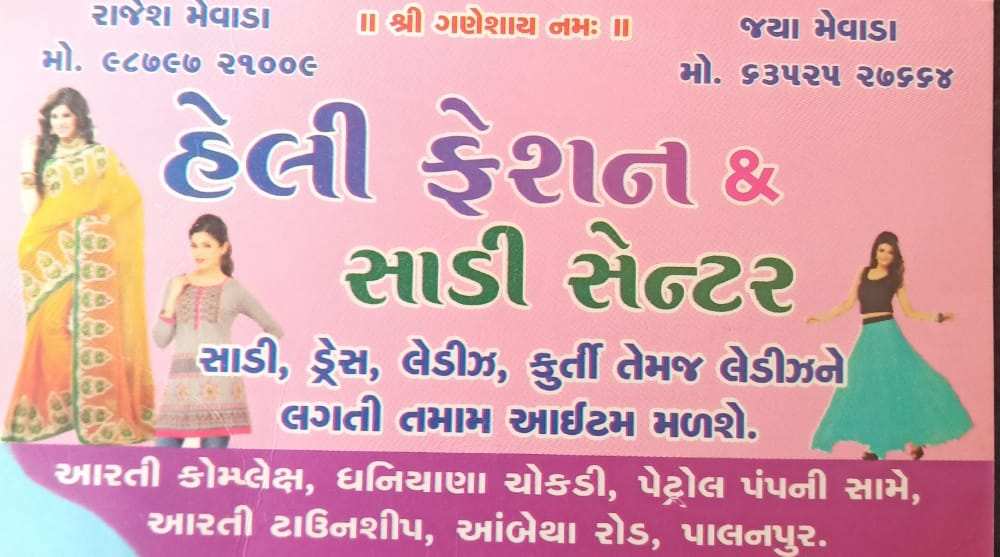 રાજેશ મેવાડા
મો. ૯૮૭૯૭ ૨૧૦૦૯
॥ શ્રી ગણેશાય નમઃ ॥
જયા મેવાડા
મો. ૬૩૫૨૫ ૨૭૬૬૪
હેલી ફેશન &
સાડી સેન્ટર
સાડી, ડ્રેસ, લેડીઝ, કુર્તી તેમજ લેડીઝને
લગતી તમામ આઈટમ મળશે.
આરતી કોમ્પ્લેક્ષ, ધનિયાણા ચોકડી, પેટ્રોલ પંપની સામે,
આરતી ટાઉનશીપ, આંબેથા રોડ, પાલનપુર.